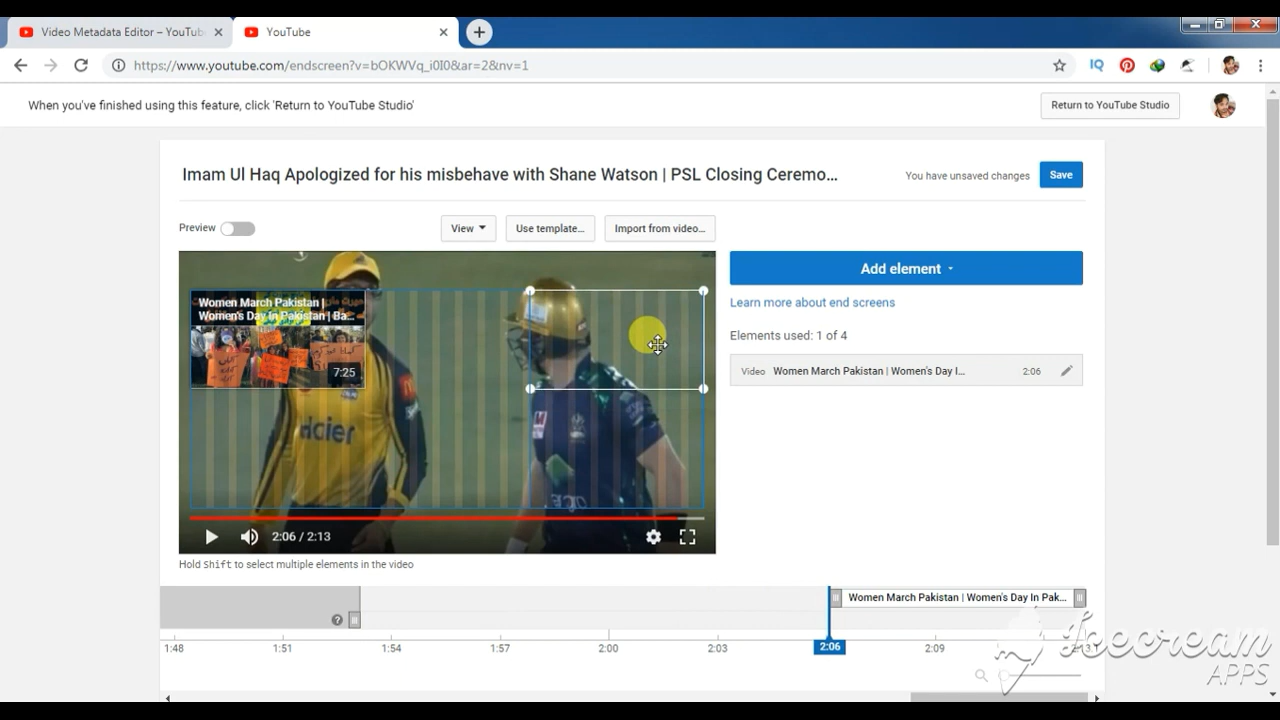 Video Metadata Editor – YouTub
YouTube
https://www.youtube.com/endscreen?v=bOKWVq_i0I0&ar=2&nv=1
When you've finished using this feature, click 'Return to YouTube Studio'
Return to YouTube Studio
Imam Ul Haq Apologized for his misbehave with Shane Watson | PSL Closing Ceremo...
You have unsaved changes
Save
Preview
View
Use template...
Import from video...
Add element
Women March Pakistan |
Women's Day In Pakistan | Ba...
7:25
Haier
Learn more about end screens
Elements used: 1 of 4
Video Women March Pakistan | Women's Day I... 2:06
2:06 / 2:13
Hold Shift to select multiple elements in the video
Women March Pakistan | Women's Day In Pak...
?
1:48 1:51 1:54 1:57 2:00 2:03 2:06 2:09 2:13.1
Icecream
APPS